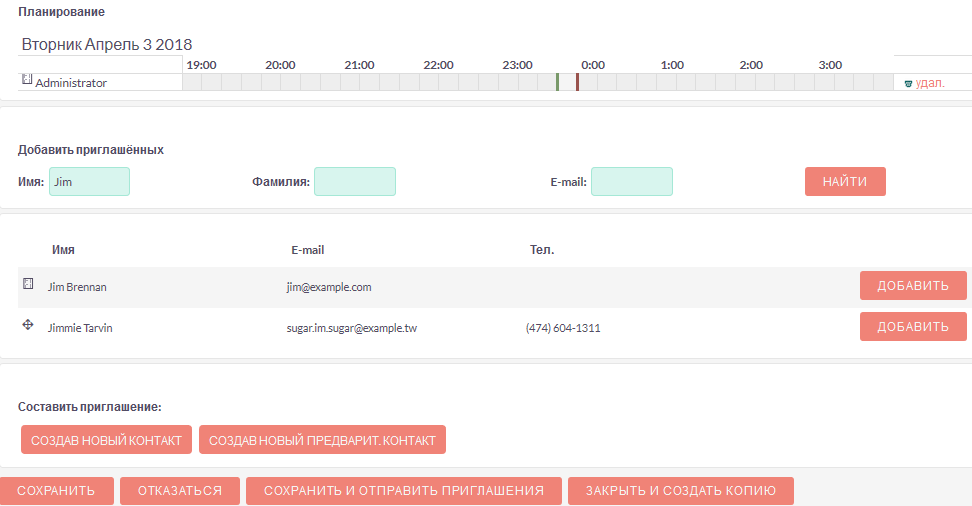 Планирование
Вторник Апрель 3 2018
19:00 20:00 21:00 22:00 23:00 0:00 1:00 2:00 3:00
Administrator удал.
Добавить приглашённых
Имя: Jim Фамилия: E-mail: НАЙТИ
Имя E-mail Тел.
Jim Brennan jim@example.com ДОБАВИТЬ
Jimmie Tarvin sugar.im.sugar@example.tw (474) 604-1311 ДОБАВИТЬ
Составить приглашение:
СОЗДАВ НОВЫЙ КОНТАКТ СОЗДАВ НОВЫЙ ПРЕДВАРИТ. КОНТАКТ
СОХРАНИТЬ ОТКАЗАТЬСЯ СОХРАНИТЬ И ОТПРАВИТЬ ПРИГЛАШЕНИЯ ЗАКРЫТЬ И СОЗДАТЬ КОПИЮ